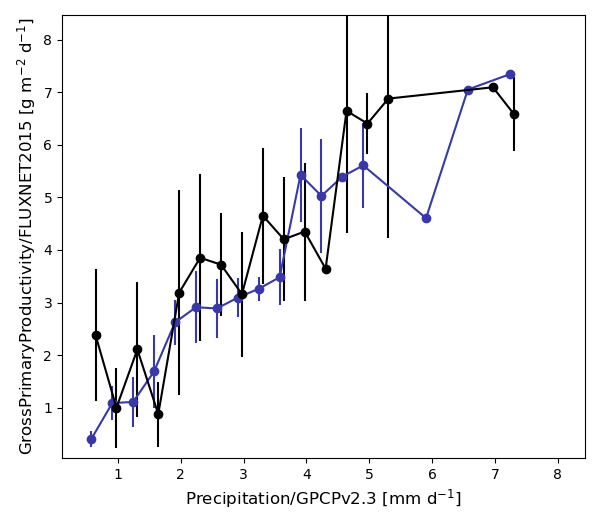 GrossPrimaryProductivity/FLUXNET2015 [g m⁻² d⁻¹]
8
7
6
5
4
3
2
1
1 2 3 4 5 6 7 8
Precipitation/GPCPv2.3 [mm d⁻¹]